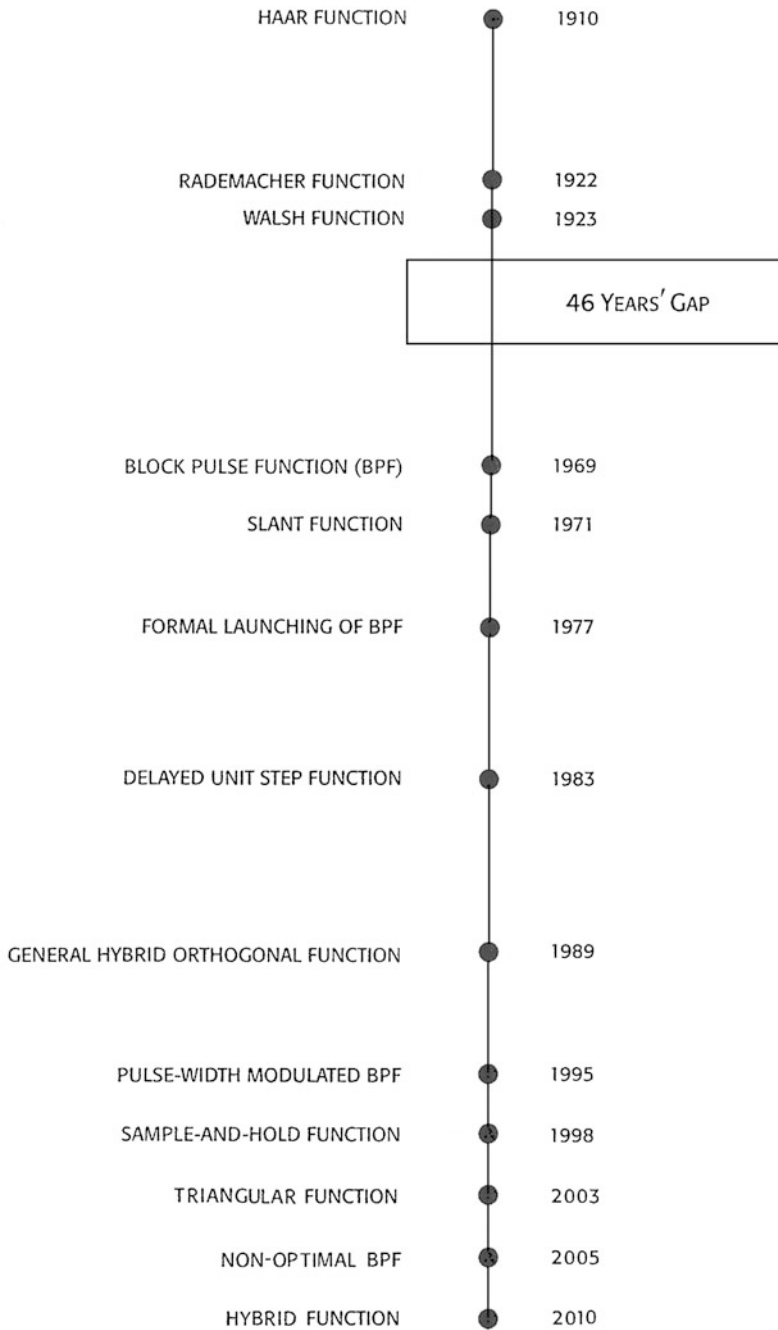 HAAR FUNCTION 1910
RADEMACHER FUNCTION 1922
WALSH FUNCTION 1923
46 YEARS' GAP
BLOCK PULSE FUNCTION (BPF) 1969
SLANT FUNCTION 1971
FORMAL LAUNCHING OF BPF 1977
DELAYED UNIT STEP FUNCTION 1983
GENERAL HYBRID ORTHOGONAL FUNCTION 1989
PULSE-WIDTH MODULATED BPF 1995
SAMPLE-AND-HOLD FUNCTION 1998
TRIANGULAR FUNCTION 2003
NON-OPTIMAL BPF 2005
HYBRID FUNCTION 2010